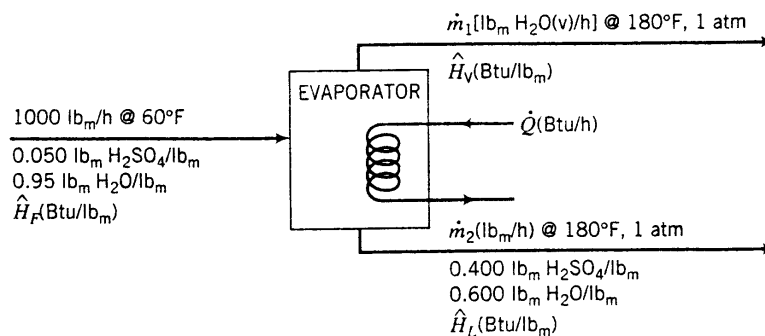 ṁ1[lbm H2O(v)/h] @ 180°F, 1 atm
ĤV(Btu/lbm)
EVAPORATOR
1000 lbm/h @ 60°F
0.050 lbm H2SO4/lbm
0.95 lbm H2O/lbm
ĤF(Btu/lbm)
Q̇(Btu/h)
ṁ2(lbm/h) @ 180°F, 1 atm
0.400 lbm H2SO4/lbm
0.600 lbm H2O/lbm
ĤL(Btu/lbm)